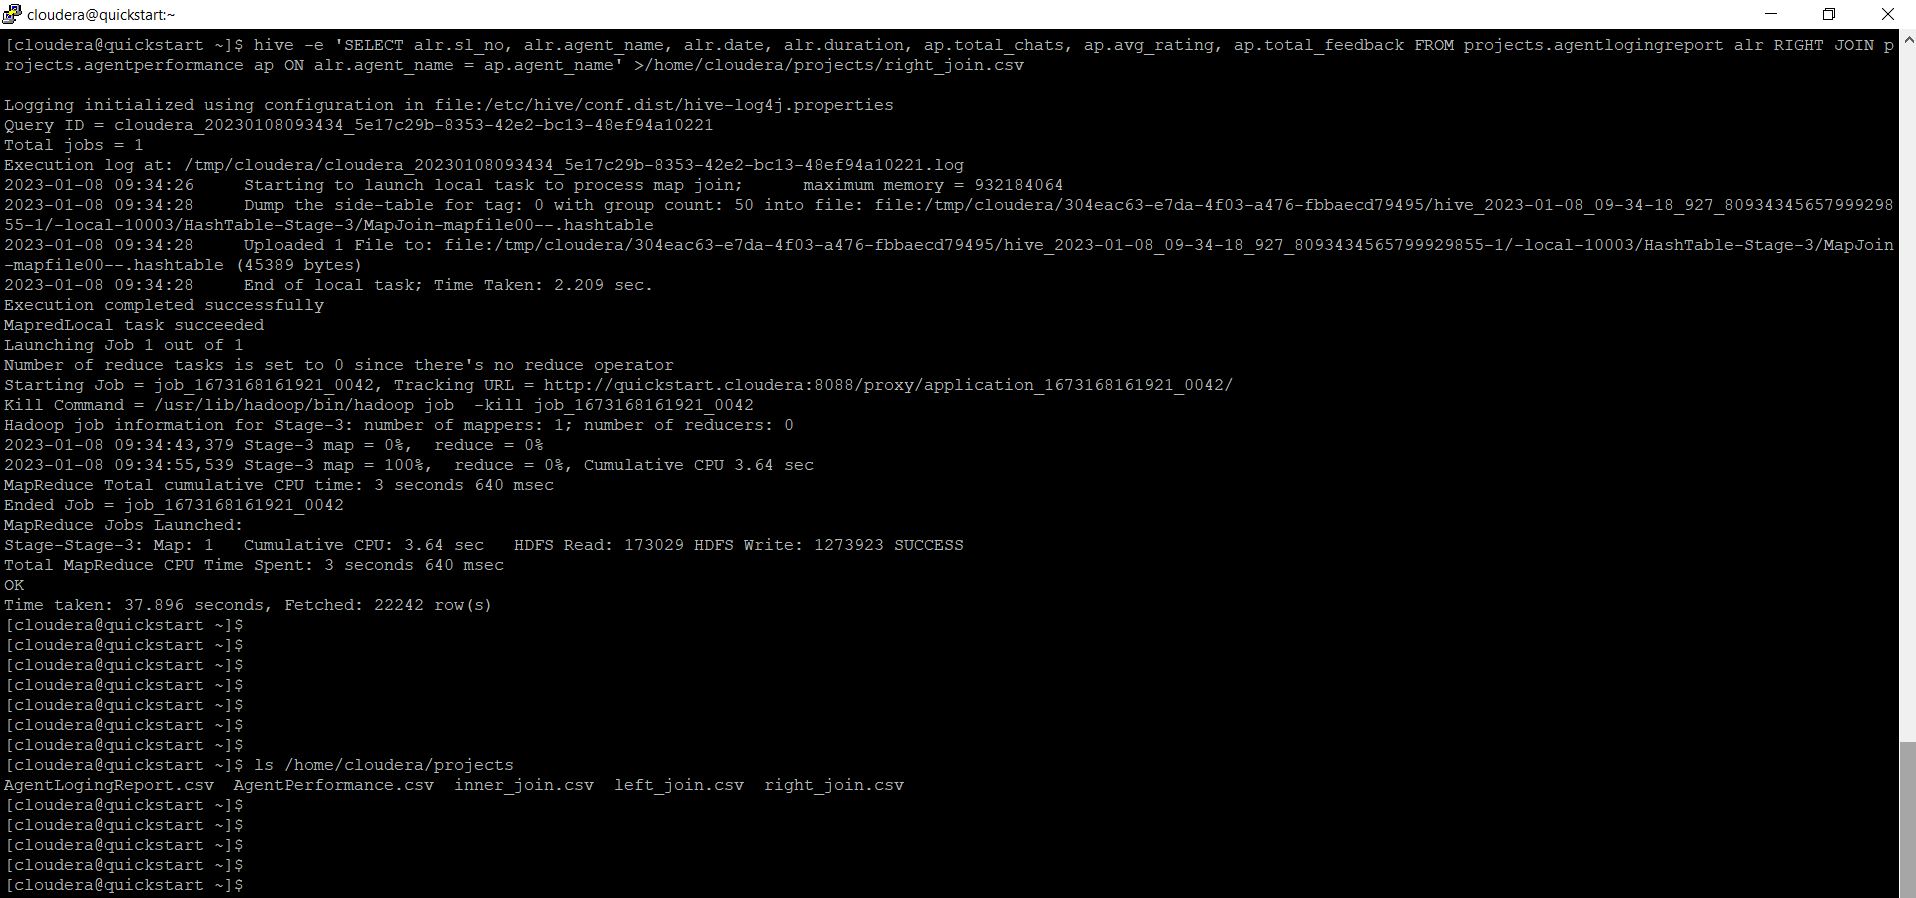 cloudera@quickstart:~
[cloudera@quickstart ~]$ hive -e 'SELECT alr.sl_no, alr.agent_name, alr.date, alr.duration, ap.total_chats, ap.avg_rating, ap.total_feedback FROM projects.agentlogingreport alr RIGHT JOIN p
rojects.agentperformance ap ON alr.agent_name = ap.agent_name' >/home/cloudera/projects/right_join.csv
Logging initialized using configuration in file:/etc/hive/conf.dist/hive-log4j.properties
Query ID = cloudera_20230108093434_5e17c29b-8353-42e2-bc13-48ef94a10221
Total jobs = 1
Execution log at: /tmp/cloudera/cloudera_20230108093434_5e17c29b-8353-42e2-bc13-48ef94a10221.log
2023-01-08 09:34:26     Starting to launch local task to process map join;      maximum memory = 932184064
2023-01-08 09:34:28     Dump the side-table for tag: 0 with group count: 50 into file: file:/tmp/cloudera/304eac63-e7da-4f03-a476-fbbaecd79495/hive_2023-01-08_09-34-18_927_80934345657999298
55-1/-local-10003/HashTable-Stage-3/MapJoin-mapfile00--.hashtable
2023-01-08 09:34:28     Uploaded 1 File to: file:/tmp/cloudera/304eac63-e7da-4f03-a476-fbbaecd79495/hive_2023-01-08_09-34-18_927_8093434565799929855-1/-local-10003/HashTable-Stage-3/MapJoin
-mapfile00--.hashtable (45389 bytes)
2023-01-08 09:34:28     End of local task; Time Taken: 2.209 sec.
Execution completed successfully
MapredLocal task succeeded
Launching Job 1 out of 1
Number of reduce tasks is set to 0 since there's no reduce operator
Starting Job = job_1673168161921_0042, Tracking URL = http://quickstart.cloudera:8088/proxy/application_1673168161921_0042/
Kill Command = /usr/lib/hadoop/bin/hadoop job  -kill job_1673168161921_0042
Hadoop job information for Stage-3: number of mappers: 1; number of reducers: 0
2023-01-08 09:34:43,379 Stage-3 map = 0%,  reduce = 0%
2023-01-08 09:34:55,539 Stage-3 map = 100%,  reduce = 0%, Cumulative CPU 3.64 sec
MapReduce Total cumulative CPU time: 3 seconds 640 msec
Ended Job = job_1673168161921_0042
MapReduce Jobs Launched:
Stage-Stage-3: Map: 1   Cumulative CPU: 3.64 sec   HDFS Read: 173029 HDFS Write: 1273923 SUCCESS
Total MapReduce CPU Time Spent: 3 seconds 640 msec
OK
Time taken: 37.896 seconds, Fetched: 22242 row(s)
[cloudera@quickstart ~]$
[cloudera@quickstart ~]$
[cloudera@quickstart ~]$
[cloudera@quickstart ~]$
[cloudera@quickstart ~]$
[cloudera@quickstart ~]$
[cloudera@quickstart ~]$
[cloudera@quickstart ~]$ ls /home/cloudera/projects
AgentLogingReport.csv  AgentPerformance.csv  inner_join.csv  left_join.csv  right_join.csv
[cloudera@quickstart ~]$
[cloudera@quickstart ~]$
[cloudera@quickstart ~]$
[cloudera@quickstart ~]$
[cloudera@quickstart ~]$